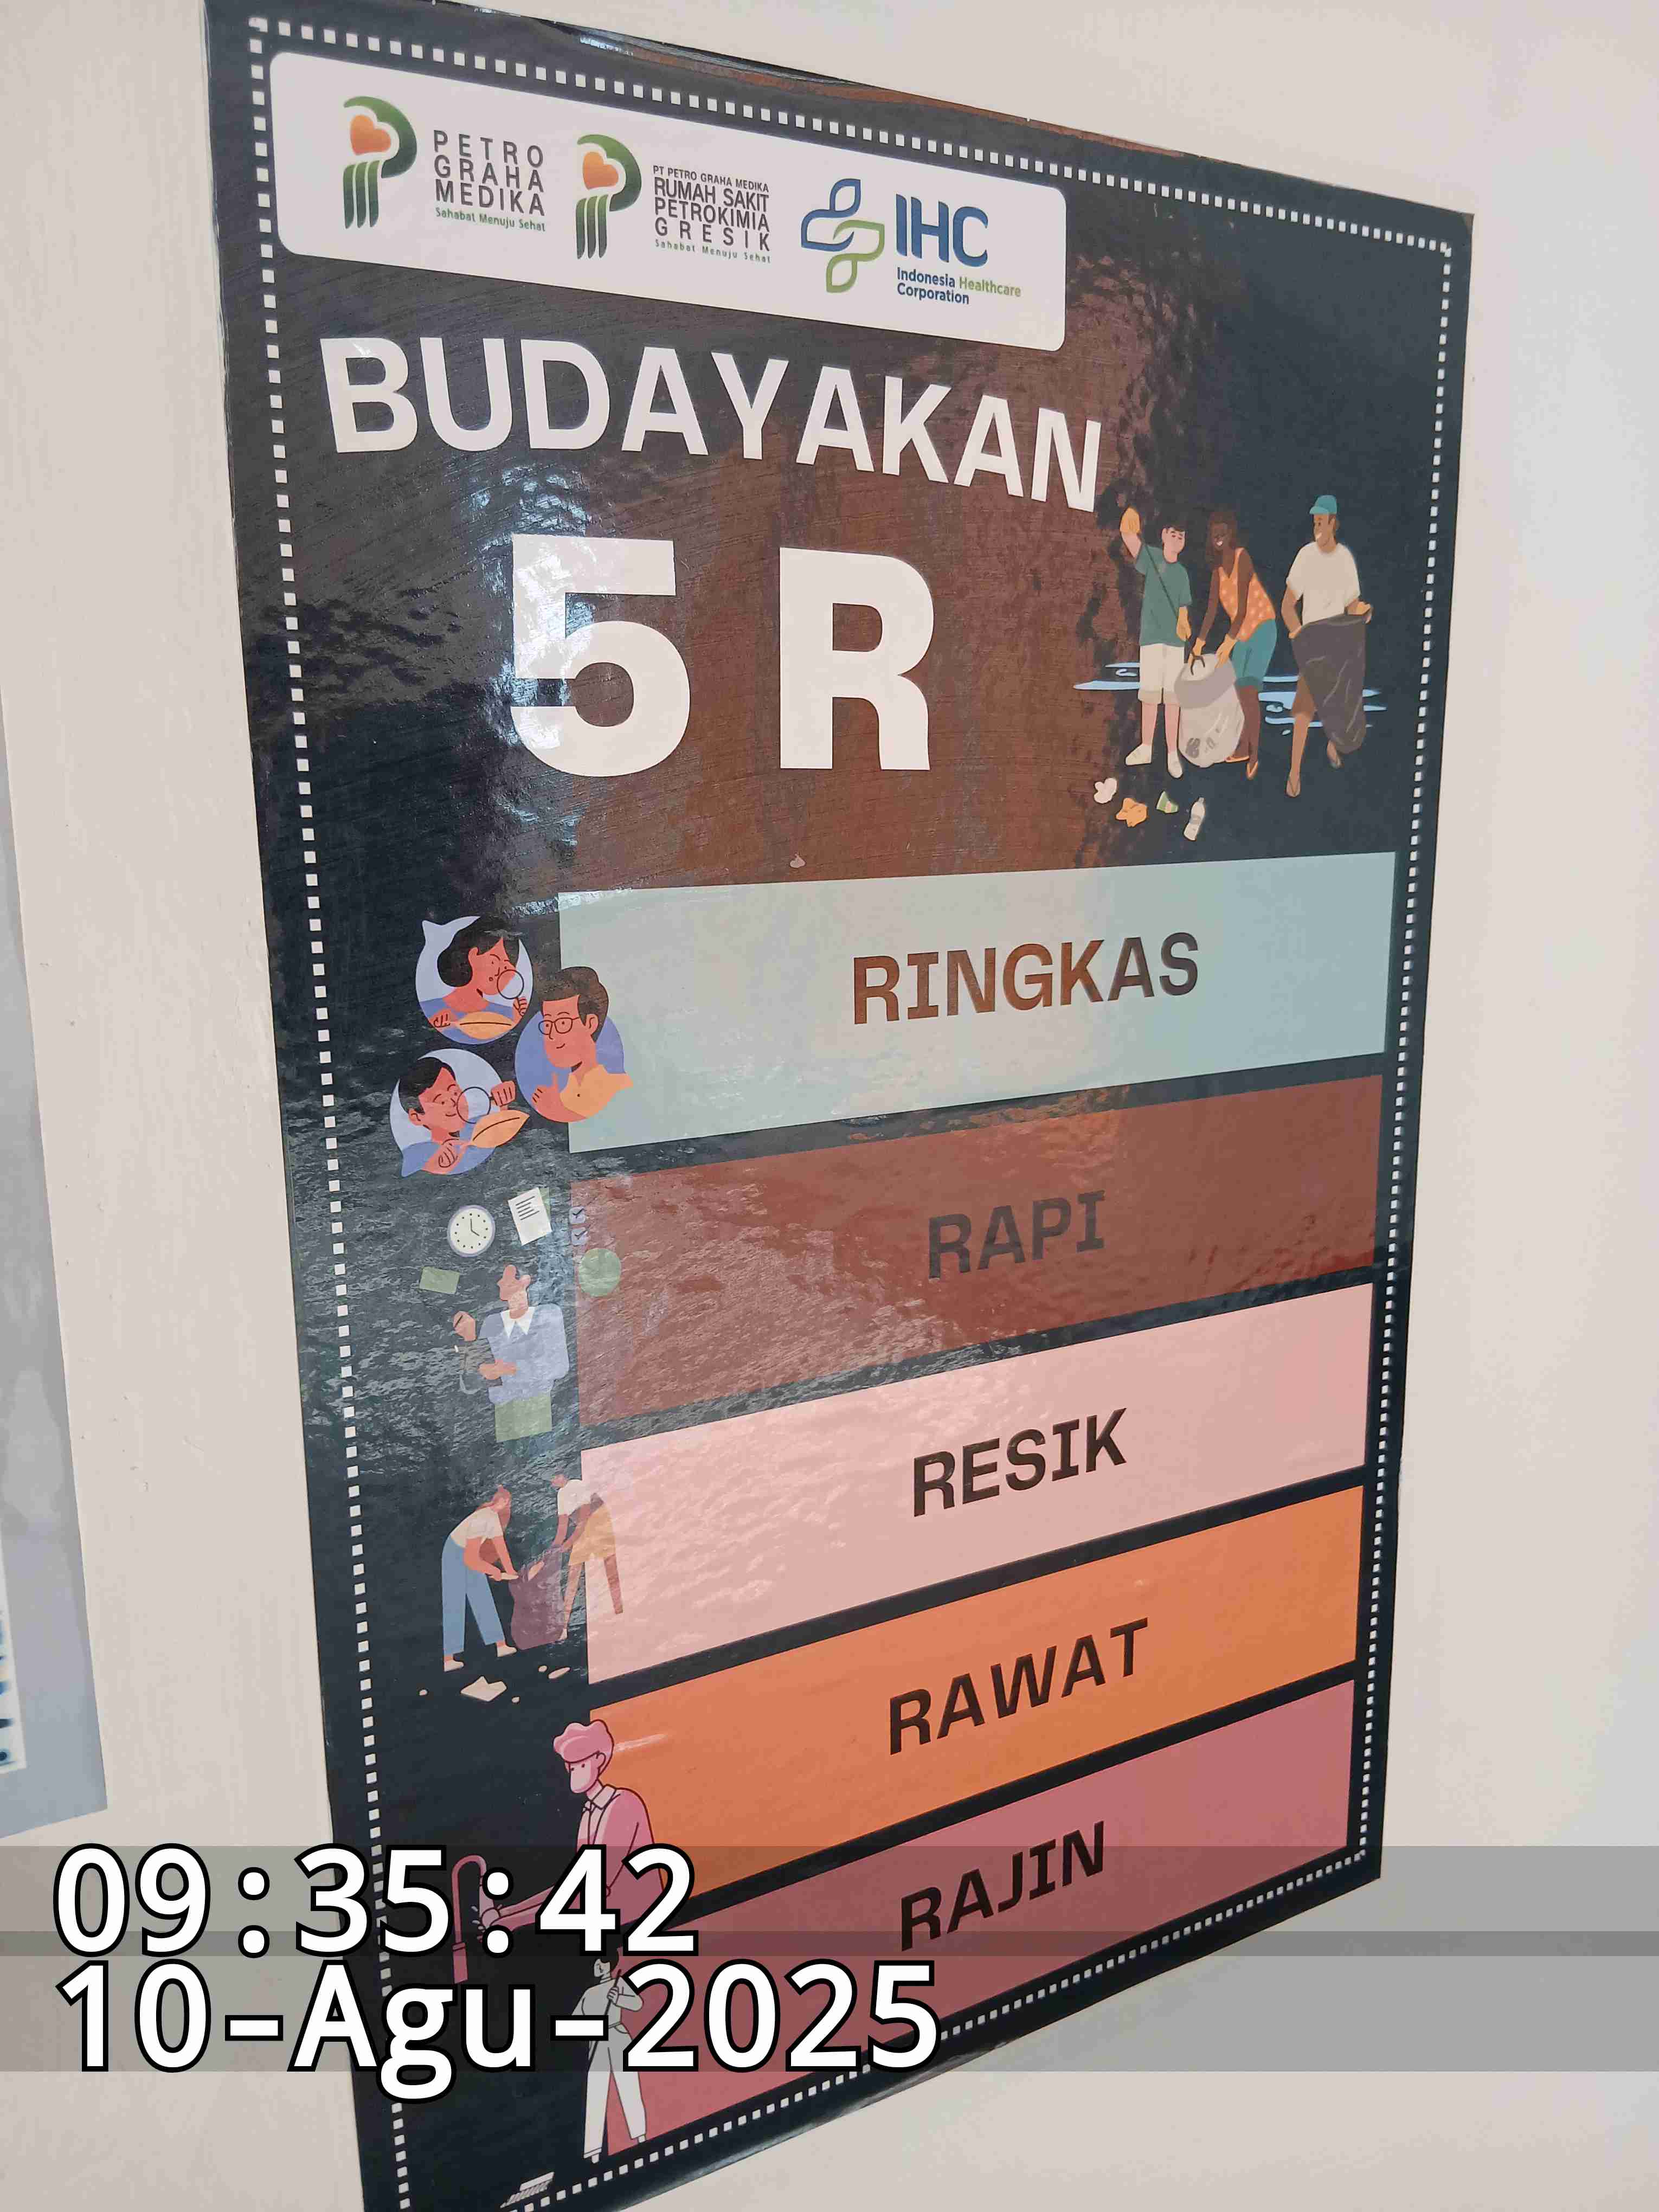 PETRO
GRAHA
MEDIKA
Sahabat Menuju Sehat
PT PETRO GRAHA MEDIKA
RUMAH SAKIT
PETROKIMIA
GRESIK
Sahabat Menuju Sehat
IHC
Indonesia Healthcare
Corporation
BUDAYAKAN
5 R
RINGKAS
RAPI
RESIK
RAWAT
RAJIN
09:35:42
10-Agu-2025